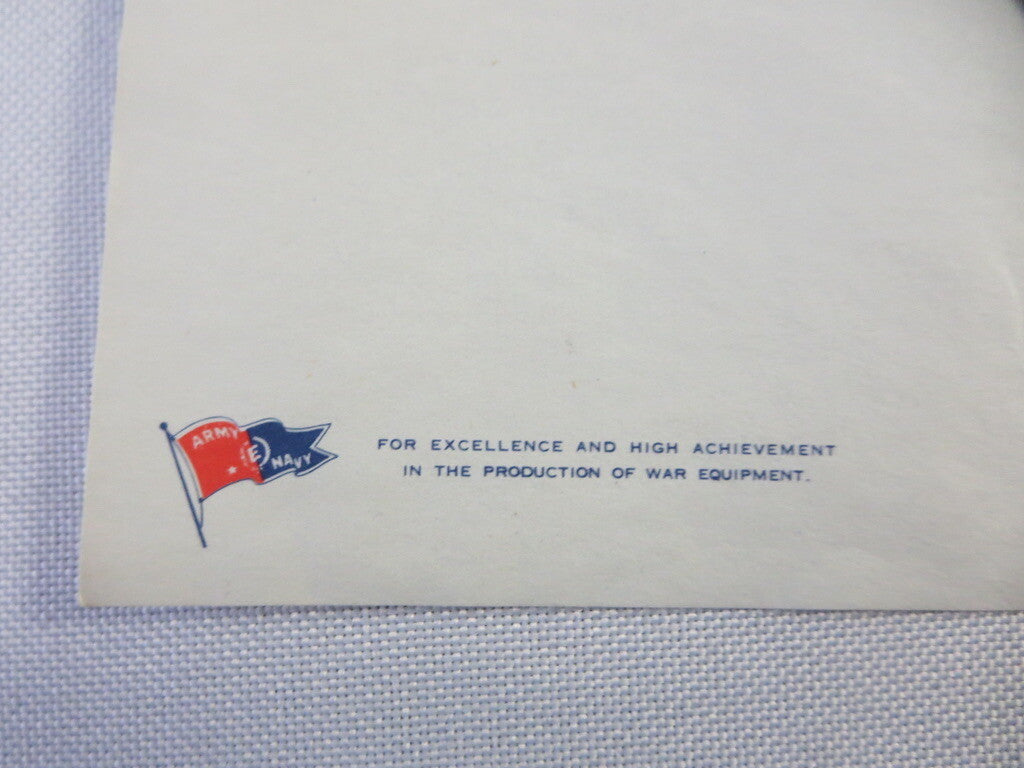 ARMY E NAVY
FOR EXCELLENCE AND HIGH ACHIEVEMENT
IN THE PRODUCTION OF WAR EQUIPMENT.